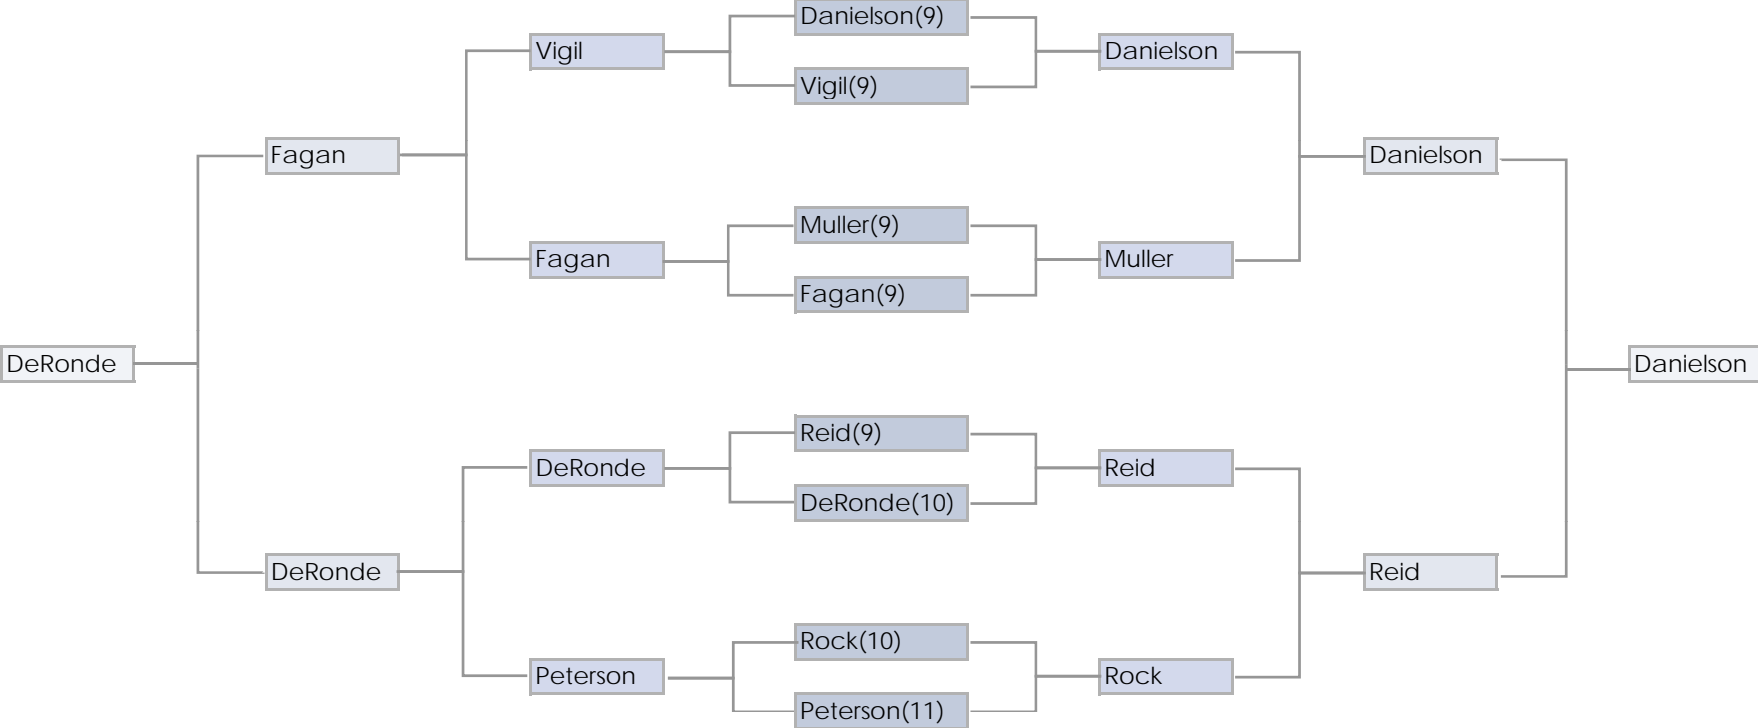 Danielson(9)
Vigil
Danielson
Vigil(9)
Fagan
Danielson
Muller(9)
Fagan
Muller
Fagan(9)
DeRonde
Danielson
Reid(9)
DeRonde
Reid
DeRonde(10)
DeRonde
Reid
Rock(10)
Peterson
Rock
Peterson(11)